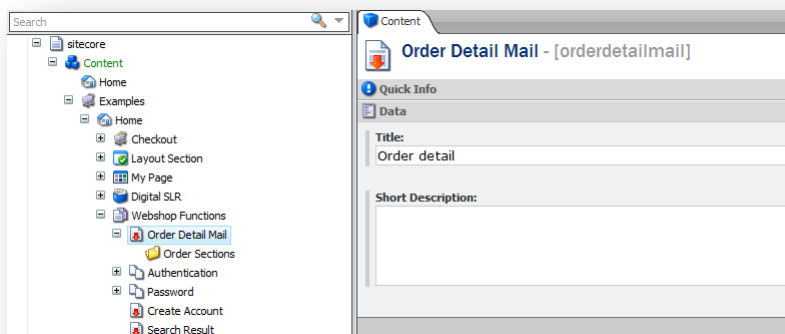 Search
sitecore
Content
Home
Examples
Home
Checkout
Layout Section
My Page
Digital SLR
Webshop Functions
Order Detail Mail
Order Sections
Authentication
Password
Create Account
Search Result
Content
Order Detail Mail - [orderdetailmail]
Quick Info
Data
Title:
Order detail
Short Description: